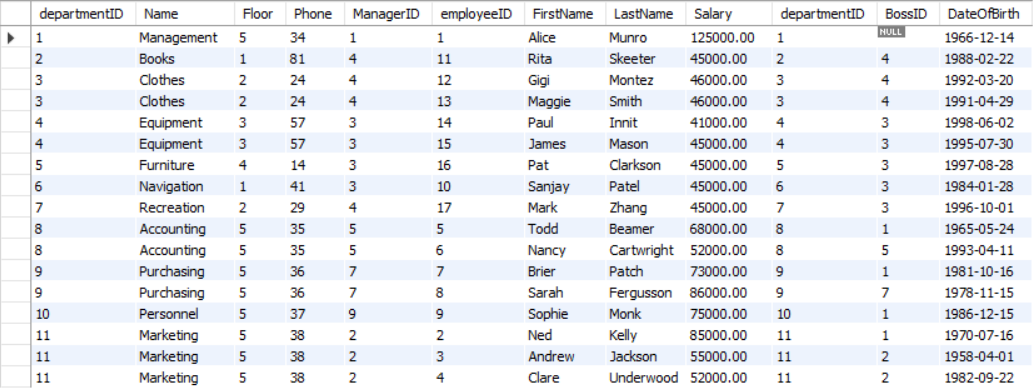 departmentID Name Floor Phone ManagerID employeeID FirstName LastName Salary departmentID BossID DateOfBirth
1 Management 5 34 1 1 Alice Munro 125000.00 1 NULL 1966-12-14
2 Books 1 81 4 11 Rita Skeeter 45000.00 2 4 1988-02-22
3 Clothes 2 24 4 12 Gigi Montez 46000.00 3 4 1992-03-20
3 Clothes 2 24 4 13 Maggie Smith 46000.00 3 4 1991-04-29
4 Equipment 3 57 3 14 Paul Innit 41000.00 4 3 1998-06-02
4 Equipment 3 57 3 15 James Mason 45000.00 4 3 1995-07-30
5 Furniture 4 14 3 16 Pat Clarkson 45000.00 5 3 1997-08-28
6 Navigation 1 41 3 10 Sanjay Patel 45000.00 6 3 1984-01-28
7 Recreation 2 29 4 17 Mark Zhang 45000.00 7 3 1996-10-01
8 Accounting 5 35 5 5 Todd Beamer 68000.00 8 1 1965-05-24
8 Accounting 5 35 5 6 Nancy Cartwright 52000.00 8 5 1993-04-11
9 Purchasing 5 36 7 7 Brier Patch 73000.00 9 1 1981-10-16
9 Purchasing 5 36 7 8 Sarah Fergusson 86000.00 9 7 1978-11-15
10 Personnel 5 37 9 9 Sophie Monk 75000.00 10 1 1986-12-15
11 Marketing 5 38 2 2 Ned Kelly 85000.00 11 1 1970-07-16
11 Marketing 5 38 2 3 Andrew Jackson 55000.00 11 2 1958-04-01
11 Marketing 5 38 2 4 Clare Underwood 52000.00 11 2 1982-09-22